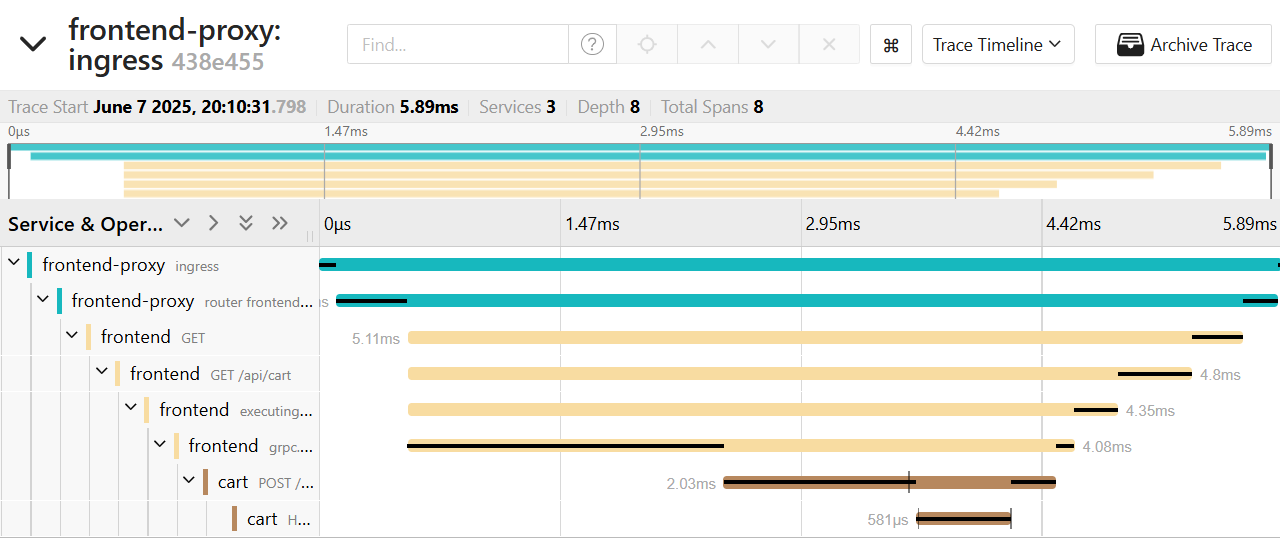 frontend-proxy:
ingress 438e455
Find...
?
⌘
Trace Timeline
Archive Trace
Trace Start June 7 2025, 20:10:31.798 Duration 5.89ms Services 3 Depth 8 Total Spans 8
0μs 1.47ms 2.95ms 4.42ms 5.89ms
Service & Oper... 0μs 1.47ms 2.95ms 4.42ms 5.89ms
frontend-proxy ingress
frontend-proxy router frontend...
frontend GET 5.11ms
frontend GET /api/cart 4.8ms
frontend executing... 4.35ms
frontend grpc.... 4.08ms
cart POST /... 2.03ms
cart H... 581μs